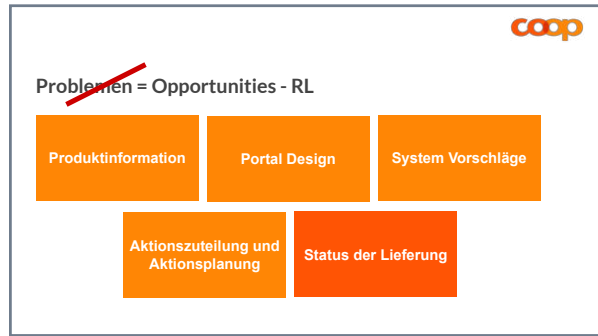 coop
Problemen = Opportunities - RL
Produktinformation
Portal Design
System Vorschläge
Aktionszuteilung und
Aktionsplanung
Status der Lieferung